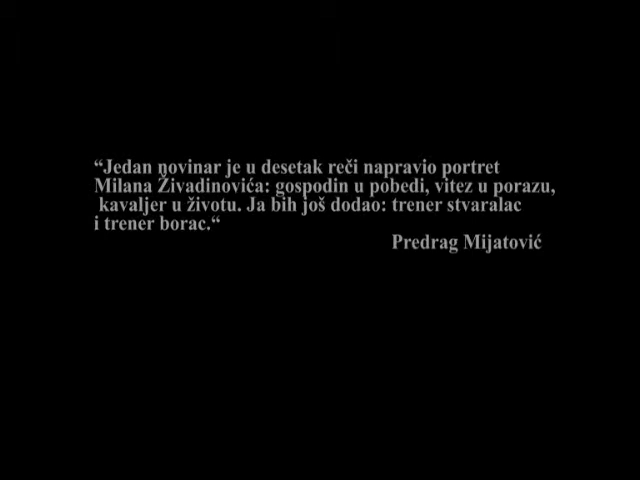 “Jedan novinar je u desetak reči napravio portret
Milana Živadinovića: gospodin u pobedi, vitez u porazu,
kavaljer u životu. Ja bih još dodao: trener stvaralac
i trener borac.“
Predrag Mijatović